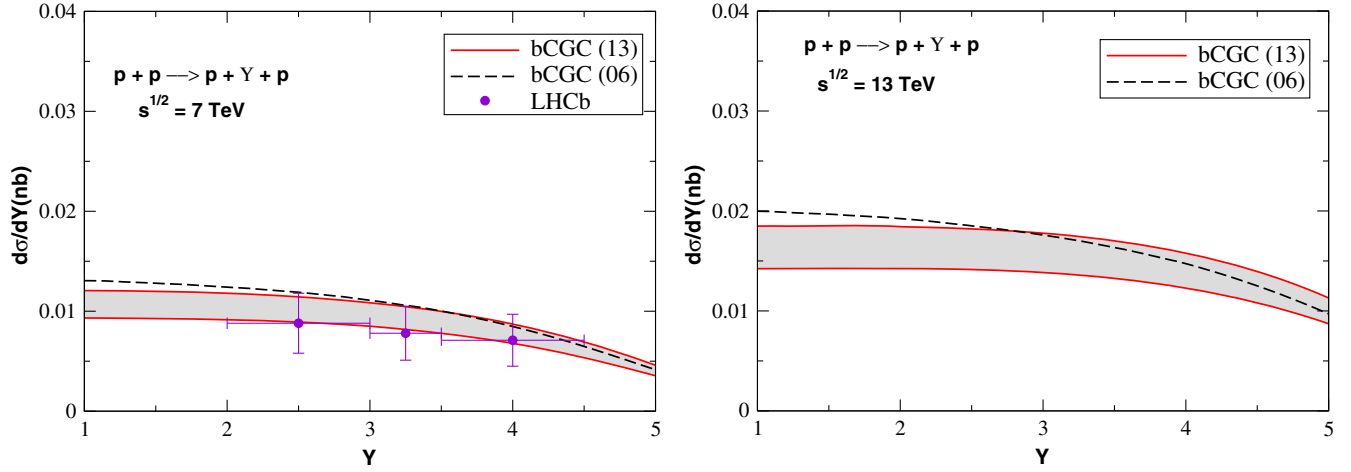 0.04
0.03
0.02
0.01
0
dσ/dY(nb)
p + p —> p + Υ + p
s^1/2 = 7 TeV
bCGC (13)
bCGC (06)
LHCb
1 2 3 4 5
Y
0.04
0.03
0.02
0.01
0
dσ/dY(nb)
p + p —> p + Υ + p
s^1/2 = 13 TeV
bCGC (13)
bCGC (06)
1 2 3 4 5
Y